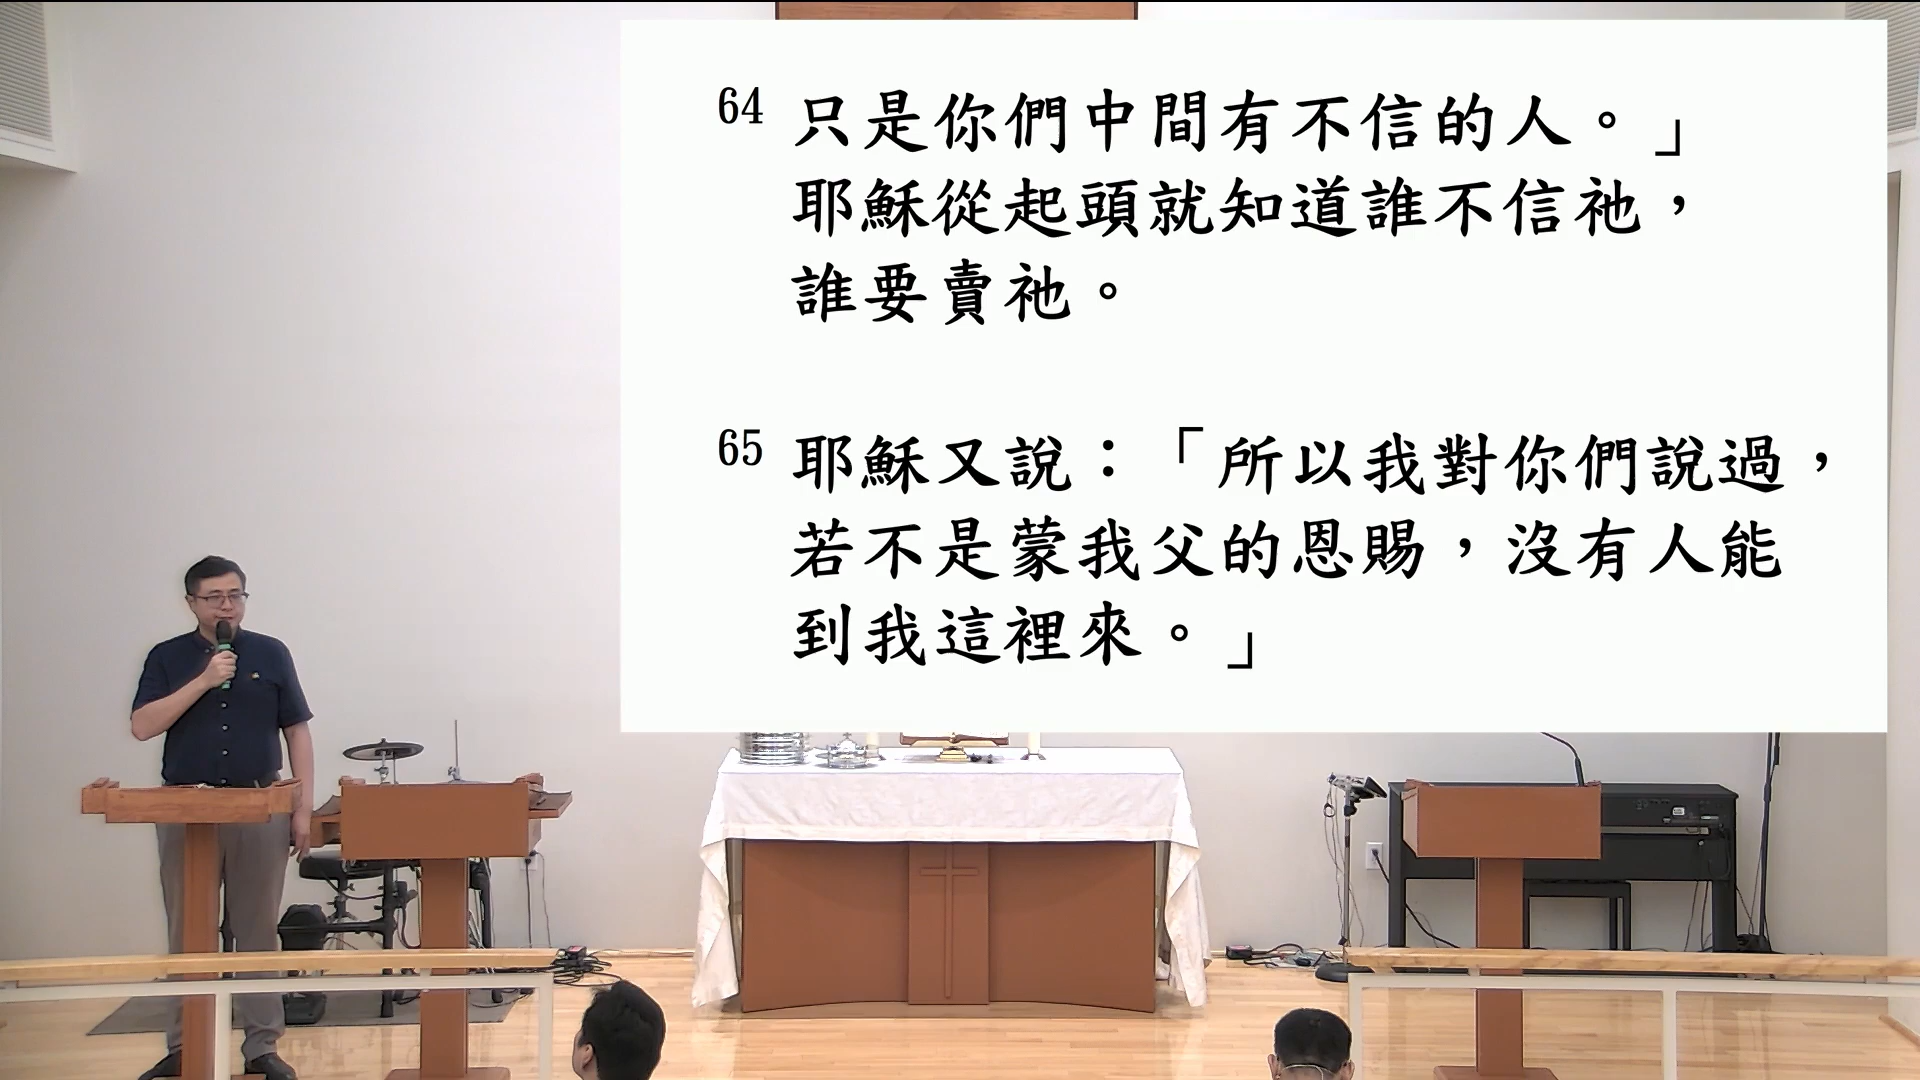 64 只是你們中間有不信的人。」
耶穌從起頭就知道誰不信祂，
誰要賣祂。
65 耶穌又說：「所以我對你們說過，
若不是蒙我父的恩賜，沒有人能
到我這裡來。」